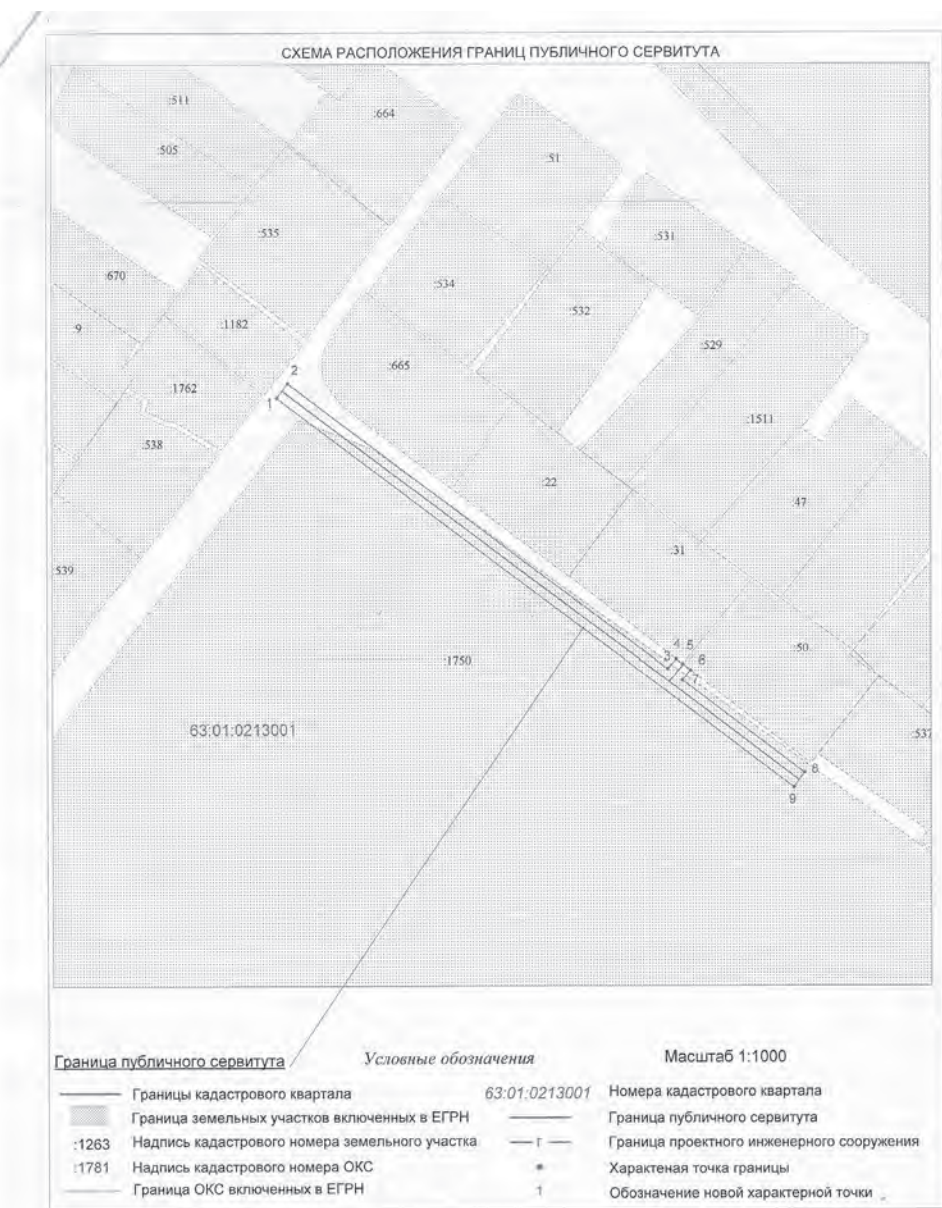 СХЕМА РАСПОЛОЖЕНИЯ ГРАНИЦ ПУБЛИЧНОГО СЕРВИТУТА
:511
:664
:505
:51
:535
:531
:670
:534
:532
9
:1182
:529
:665
2
:1762
1
:1511
:538
:22
:47
:31
539
4 5
:50
3
6
:1750
7
63:01:0213001
:537
8
9
Граница публичного сервитута
Условные обозначения
Масштаб 1:1000
Границы кадастрового квартала
63:01:0213001 Номера кадастрового квартала
Граница земельных участков включенных в ЕГРН
Граница публичного сервитута
:1263 Надпись кадастрового номера земельного участка
г Граница проектного инженерного сооружения
:1781 Надпись кадастрового номера ОКС
Характеная точка границы
Граница ОКС включенных в ЕГРН
1 Обозначение новой характерной точки